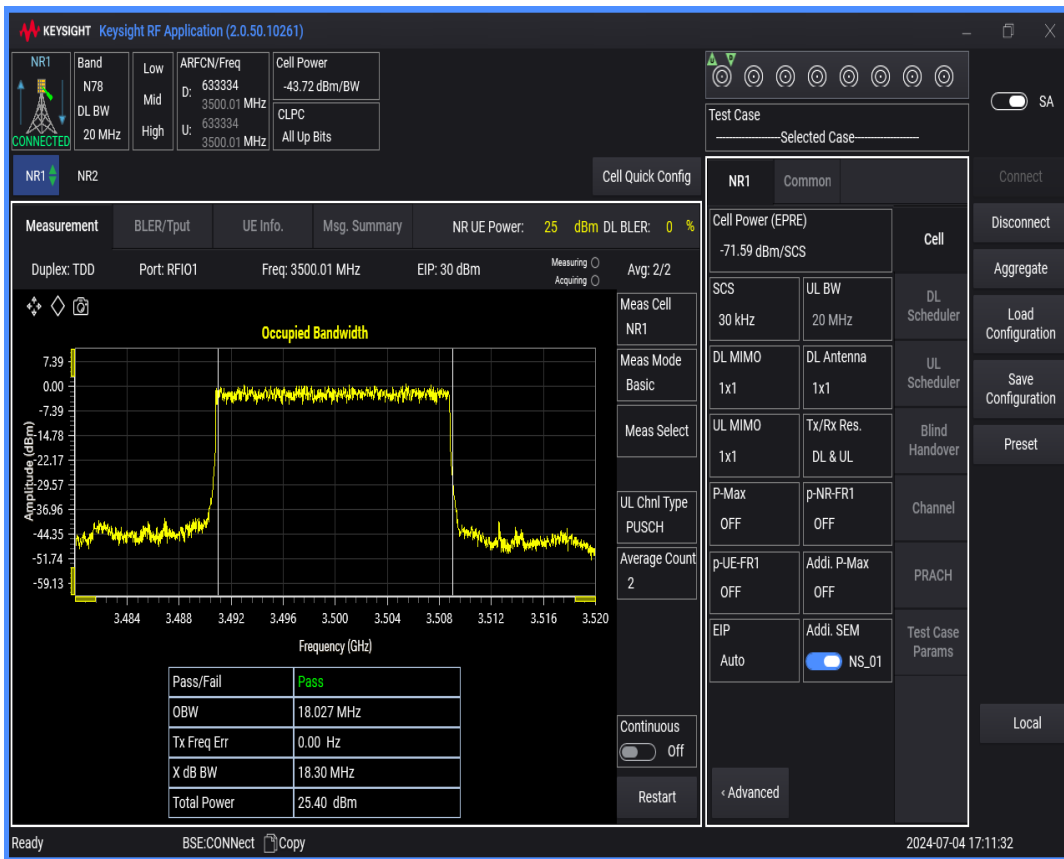 KEYSIGHT Keysight RF Application (2.0.50.10261)
NR1
CONNECTED
Band
N78
DL BW
20 MHz
Low
Mid
High
ARFCN/Freq
D: 633334
3500.01 MHz
U: 633334
3500.01 MHz
Cell Power
-43.72 dBm/BW
CLPC
All Up Bits
Test Case
--------------------Selected Case--------------------
SA
NR1 NR2 Cell Quick Config
Measurement BLER/Tput UE Info. Msg. Summary NR UE Power: 25 dBm DL BLER: 0 %
Duplex: TDD Port: RFIO1 Freq: 3500.01 MHz EIP: 30 dBm Measuring Avg: 2/2
Acquiring
Occupied Bandwidth
Amplitude (dBm)
7.39
0.00
-7.39
-14.78
-22.17
-29.57
-36.96
-44.35
-51.74
-59.13
3.484 3.488 3.492 3.496 3.500 3.504 3.508 3.512 3.516 3.520
Frequency (GHz)
Pass/Fail Pass
OBW 18.027 MHz
Tx Freq Err 0.00 Hz
X dB BW 18.30 MHz
Total Power 25.40 dBm
Meas Cell
NR1
Meas Mode
Basic
Meas Select
UL Chnl Type
PUSCH
Average Count
2
Continuous
Off
Restart
NR1 Common
Cell Power (EPRE)
-71.59 dBm/SCS
SCS
30 kHz
UL BW
20 MHz
DL MIMO
1x1
DL Antenna
1x1
UL MIMO
1x1
Tx/Rx Res.
DL & UL
P-Max
OFF
p-NR-FR1
OFF
p-UE-FR1
OFF
Addi. P-Max
OFF
EIP
Auto
Addi. SEM
NS_01
‹ Advanced
Cell
DL
Scheduler
UL
Scheduler
Blind
Handover
Channel
PRACH
Test Case
Params
Connect
Disconnect
Aggregate
Load
Configuration
Save
Configuration
Preset
Local
Ready BSE:CONNect Copy 2024-07-04 17:11:32